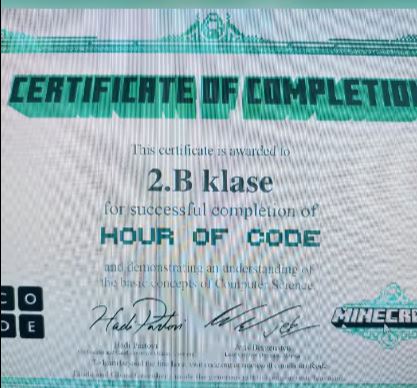 CERTIFICATE OF COMPLETIO
This certificate is awarded to
2.B klase
for successful completion of
HOUR OF CODE
and demonstrating an understanding of
the basic concepts of Computer Science.
C O
D E
MINECR
Hadi Partovi